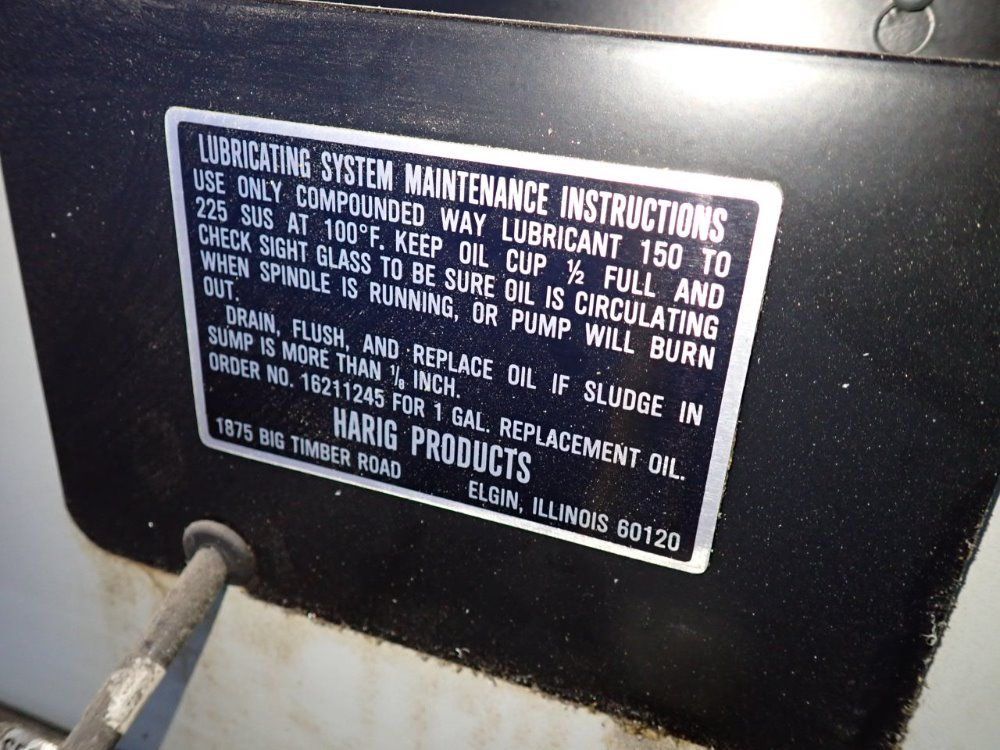 LUBRICATING SYSTEM MAINTENANCE INSTRUCTIONS
USE ONLY COMPOUNDED WAY LUBRICANT 150 TO
225 SUS AT 100°F. KEEP OIL CUP ½ FULL AND
CHECK SIGHT GLASS TO BE SURE OIL IS CIRCULATING
WHEN SPINDLE IS RUNNING, OR PUMP WILL BURN
OUT.
DRAIN, FLUSH, AND REPLACE OIL IF SLUDGE IN
SUMP IS MORE THAN ⅛ INCH.
ORDER NO. 16211245 FOR 1 GAL. REPLACEMENT OIL.
HARIG PRODUCTS
1875 BIG TIMBER ROAD ELGIN, ILLINOIS 60120